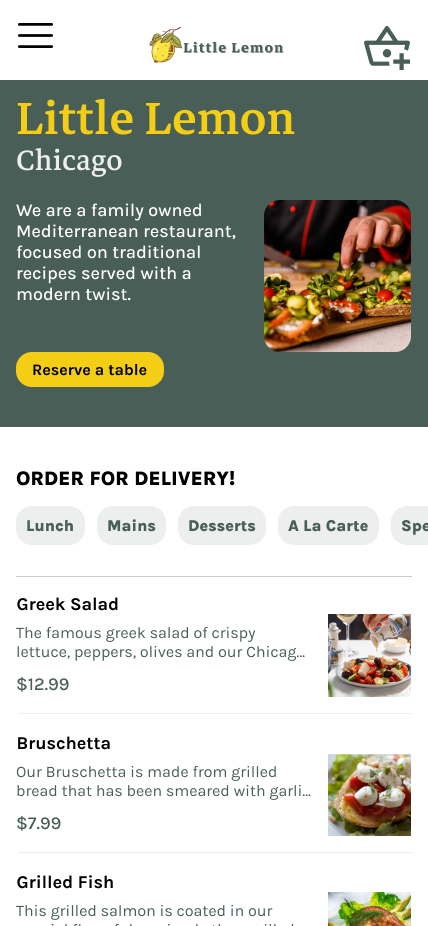 Little Lemon
Little Lemon
Chicago
We are a family owned
Mediterranean restaurant,
focused on traditional
recipes served with a
modern twist.
Reserve a table
ORDER FOR DELIVERY!
Lunch Mains Desserts A La Carte Spe
Greek Salad
The famous greek salad of crispy
lettuce, peppers, olives and our Chicag...
$12.99
Bruschetta
Our Bruschetta is made from grilled
bread that has been smeared with garli...
$7.99
Grilled Fish
This grilled salmon is coated in our